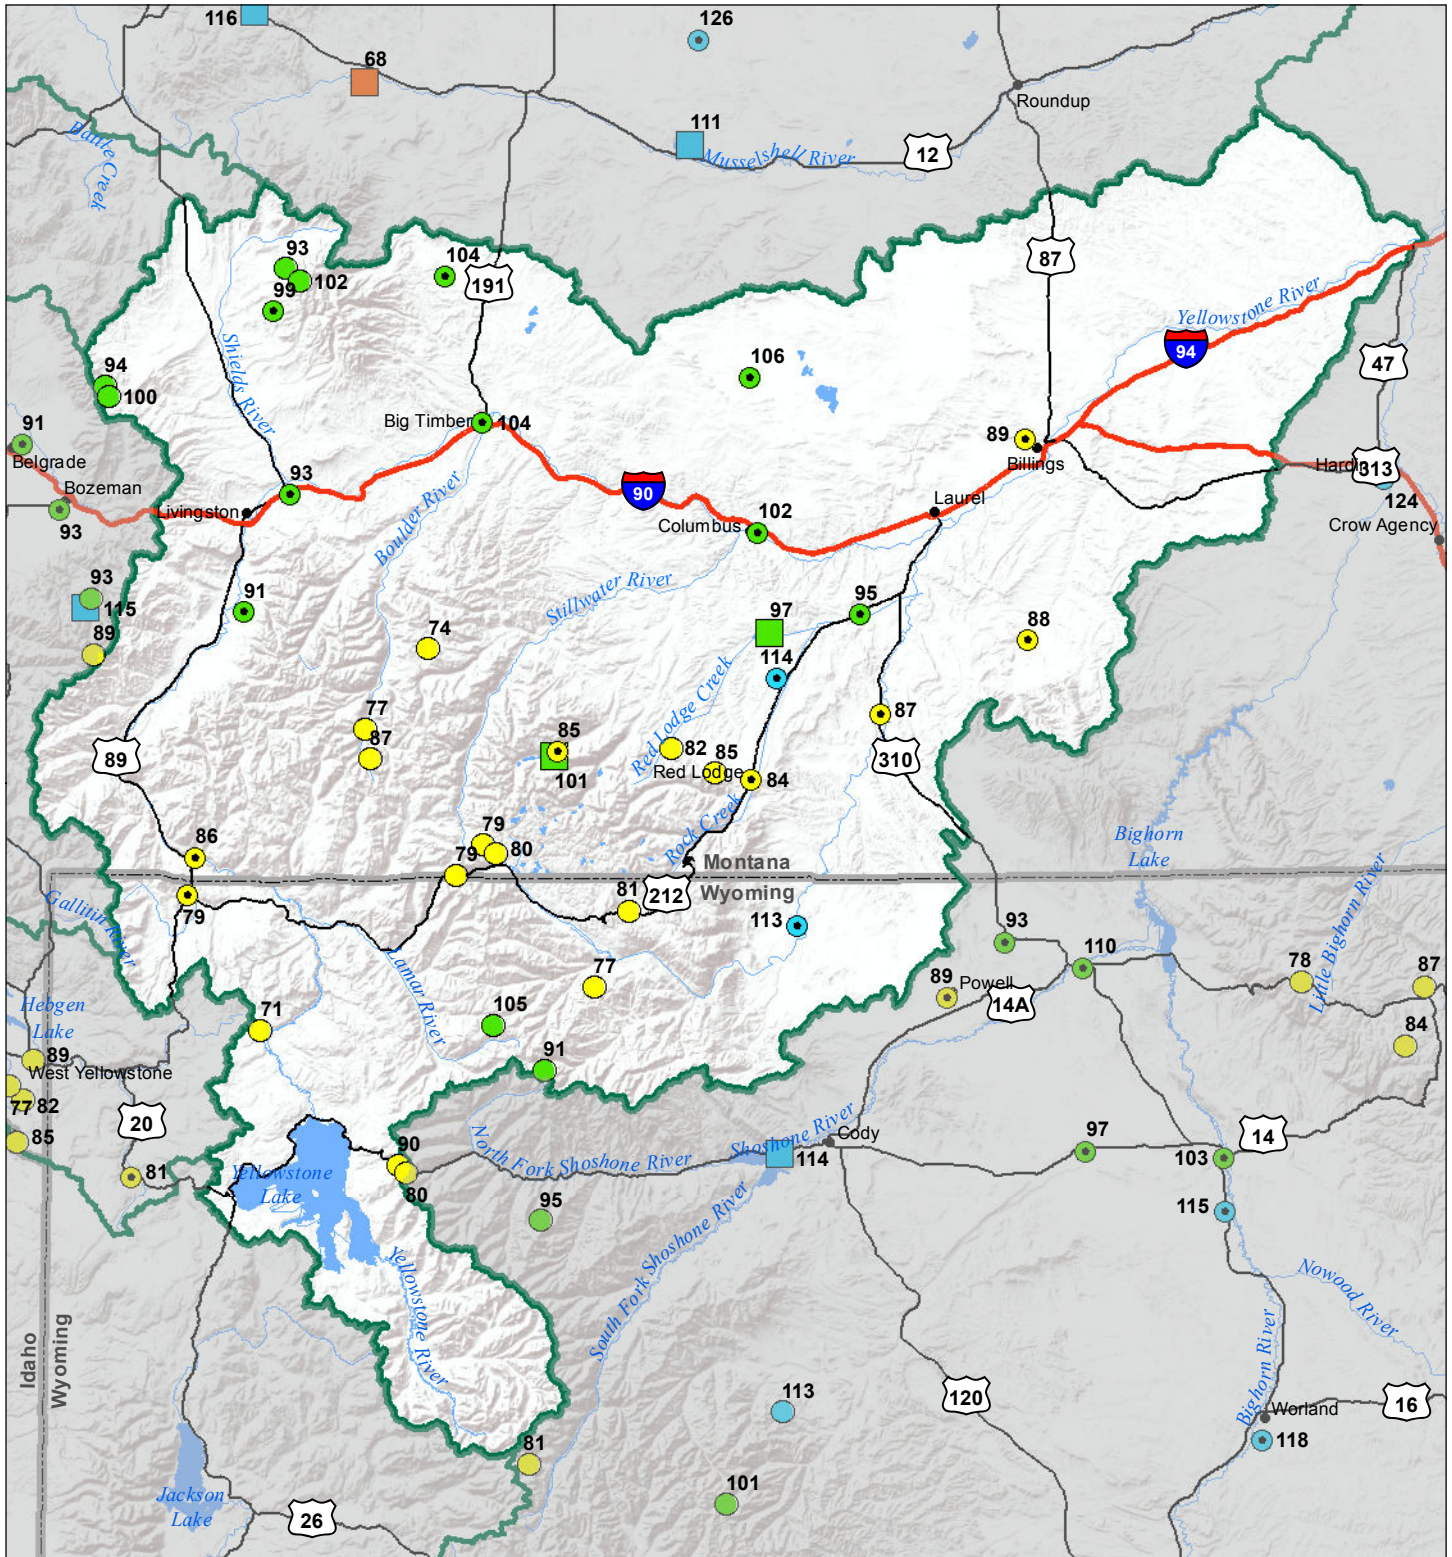 116
126
68
Roundup
111
Musselshell River
12
Battle Creek
93
102
99
104
191
87
Yellowstone River
94
47
Shields River
94
100
106
Big Timber
104
91
Belgrade
89
Billings
Hardin
313
124
93
Bozeman
Livingston
90
Laurel
93
Boulder River
Columbus
102
Crow Agency
Stillwater River
93
115
91
95
97
89
74
88
114
Red Lodge Creek
77
87
87
85
101
82
85
Red Lodge
84
310
89
Rock Creek
86
79
80
79
Bighorn
Lake
Montana
Wyoming
81
212
79
Gallitin River
Little Bighorn River
113
93
110
Lamar River
77
89
Powell
14A
78
87
Hebgen
Lake
71
105
84
89
West Yellowstone
91
77
82
20
85
Shoshone River
Cody
14
North Fork Shoshone River
114
97
103
90
81
80
Yellowstone
Lake
95
115
South Fork Shoshone River
Yellowstone River
Nowood River
Idaho
Wyoming
Bighorn River
113
120
16
Worland
118
81
101
Jackson
Lake
26